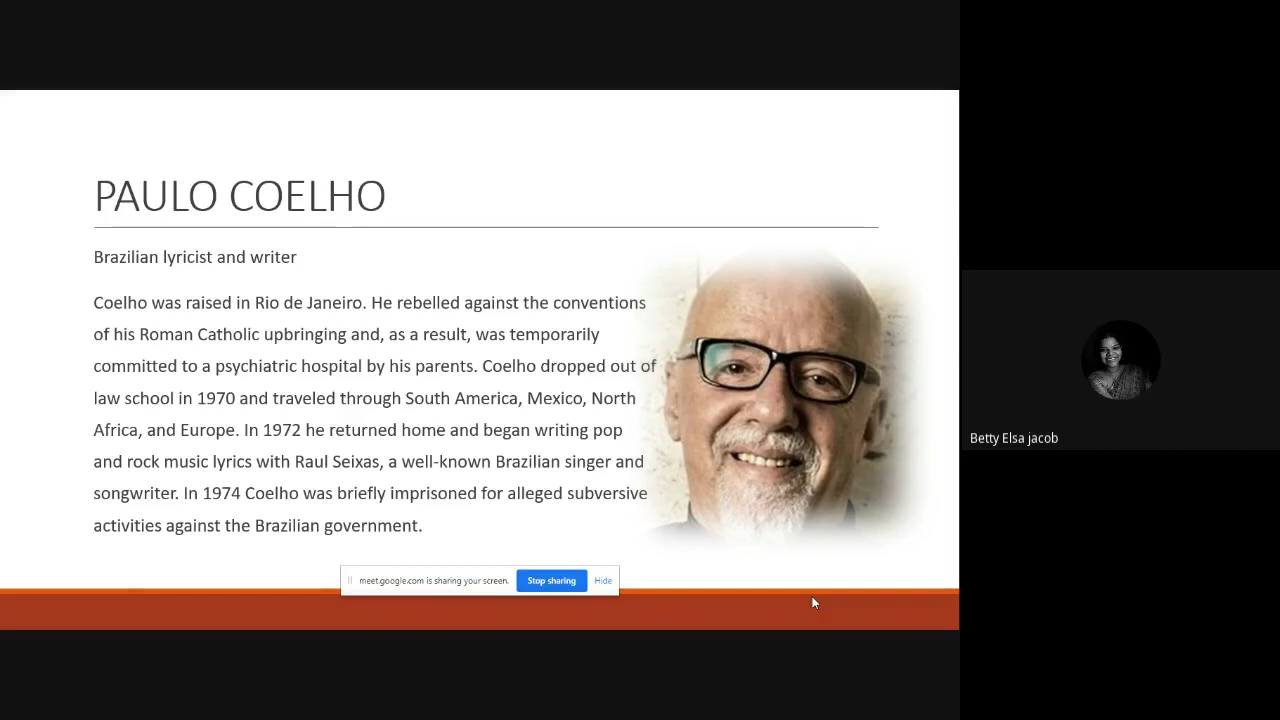 PAULO COELHO
Brazilian lyricist and writer
Coelho was raised in Rio de Janeiro. He rebelled against the conventions
of his Roman Catholic upbringing and, as a result, was temporarily
committed to a psychiatric hospital by his parents. Coelho dropped out of
law school in 1970 and traveled through South America, Mexico, North
Africa, and Europe. In 1972 he returned home and began writing pop
and rock music lyrics with Raul Seixas, a well-known Brazilian singer and
songwriter. In 1974 Coelho was briefly imprisoned for alleged subversive
activities against the Brazilian government.
meet.google.com is sharing your screen. Stop sharing Hide
Betty Elsa jacob